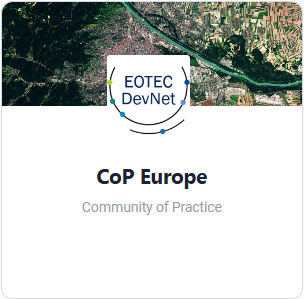 EOTEC
DevNet
CoP Europe
Community of Practice